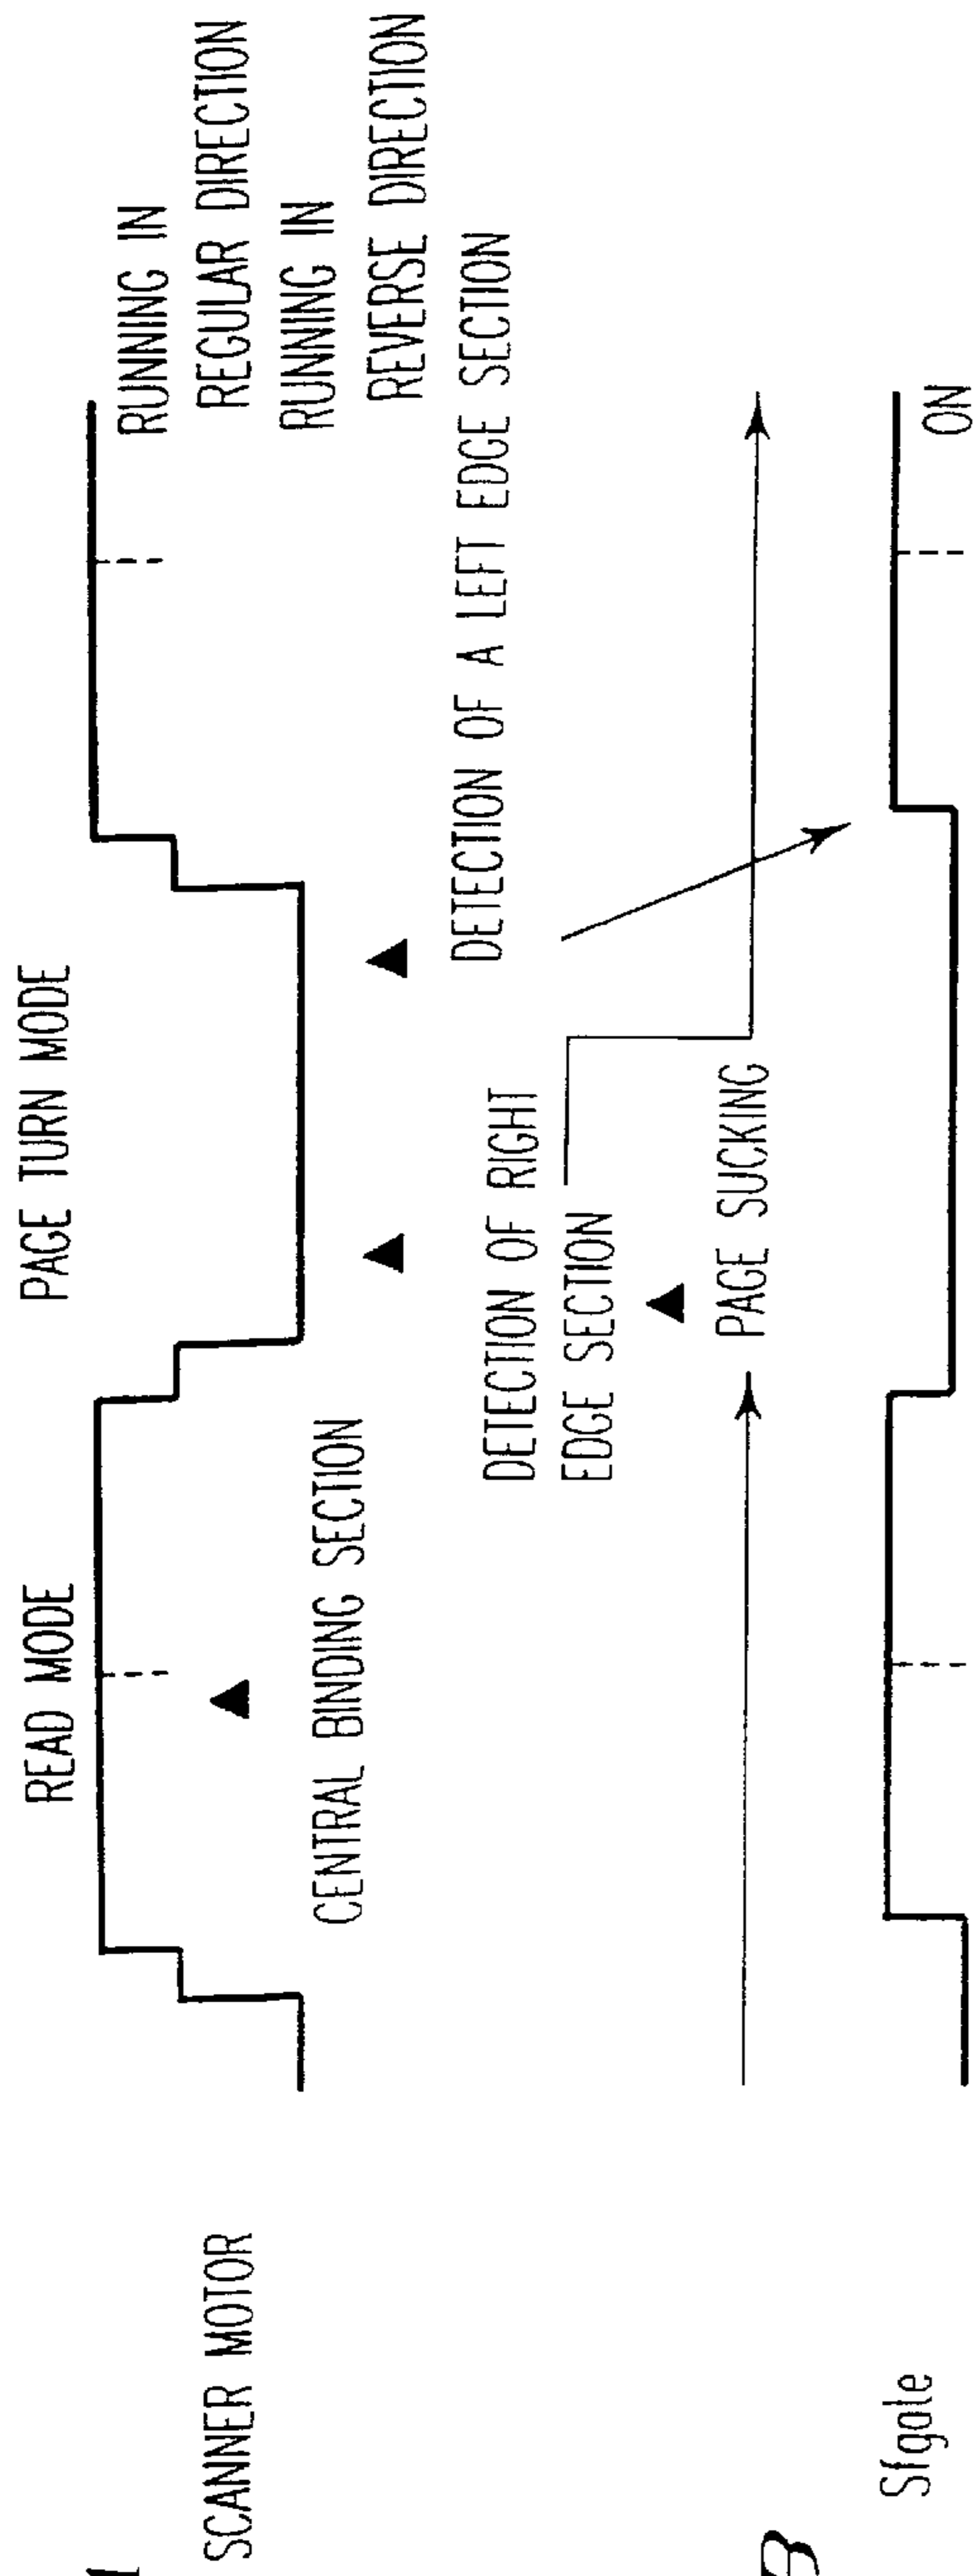 READ MODE
PAGE TURN MODE
SCANNER MOTOR
RUNNING IN
REGULAR DIRECTION
RUNNING IN
REVERSE DIRECTION
CENTRAL BINDING SECTION
DETECTION OF A LEFT EDGE SECTION
DETECTION OF RIGHT
EDGE SECTION
PAGE SUCKING
B
Sfgate
ON